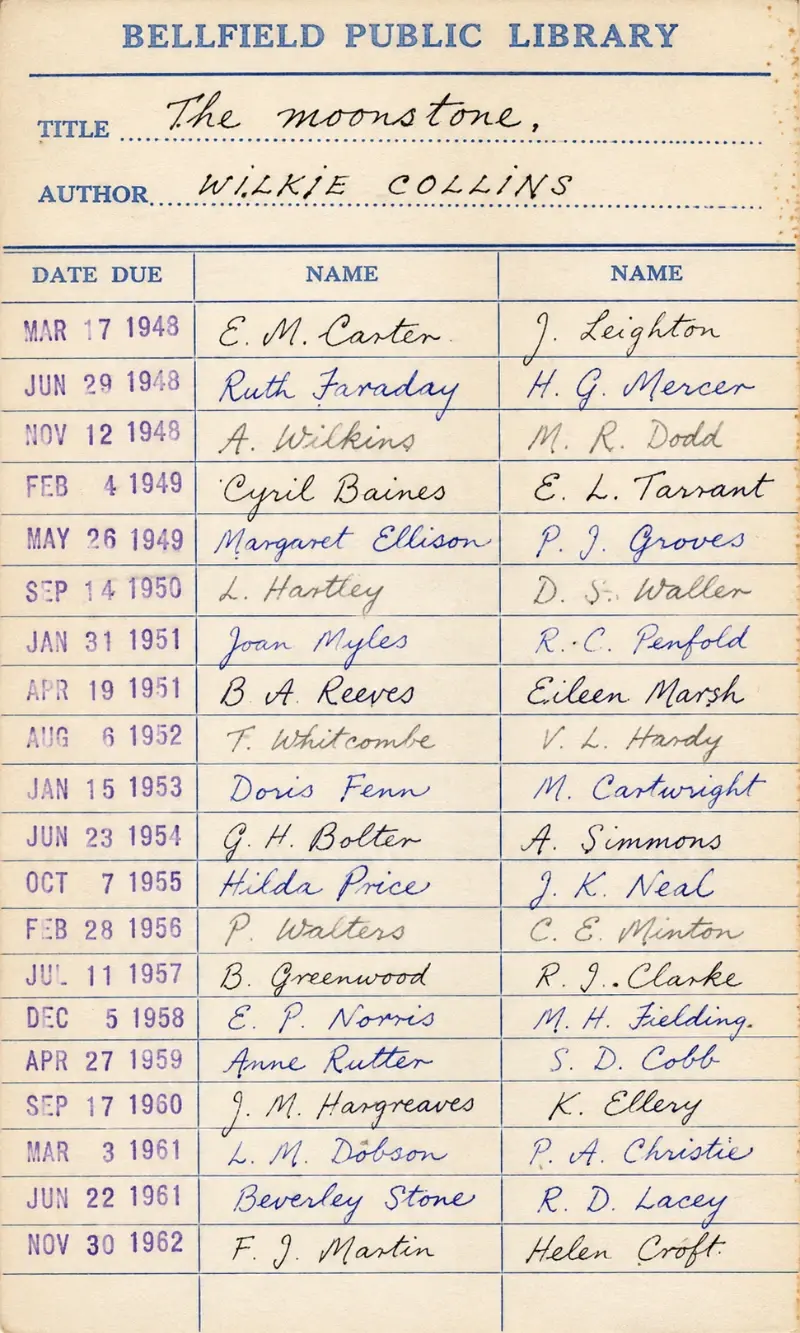 BELLFIELD PUBLIC LIBRARY
TITLE The moonstone,
AUTHOR WILKIE COLLINS
DATE DUE NAME NAME
MAR 17 1948 E. M. Carter J. Leighton
JUN 29 1948 Ruth Faraday H. G. Mercer
NOV 12 1948 A. Wilkins M. R. Dodd
FEB 4 1949 Cyril Baines E. L. Tarrant
MAY 26 1949 Margaret Ellison P. J. Groves
SEP 14 1950 L. Hartley D. S. Waller
JAN 31 1951 Joan Myles R. C. Penfold
APR 19 1951 B A. Reeves Eileen Marsh
AUG 6 1952 T. Whitcombe V. L. Hardy
JAN 15 1953 Doris Fenn M. Cartwright
JUN 23 1954 G. H. Bolter A. Simmons
OCT 7 1955 Hilda Price J. K. Neal
FEB 28 1956 P. Walters C. E. Minton
JUL 11 1957 B. Greenwood R. J. Clarke
DEC 5 1958 E. P. Norris M. H. Fielding.
APR 27 1959 Anne Rutter S. D. Cobb
SEP 17 1960 J. M. Hargreaves K. Ellery
MAR 3 1961 L. M. Dobson P. A. Christie
JUN 22 1961 Beverley Stone R. D. Lacey
NOV 30 1962 F. J. Martin Helen Croft.